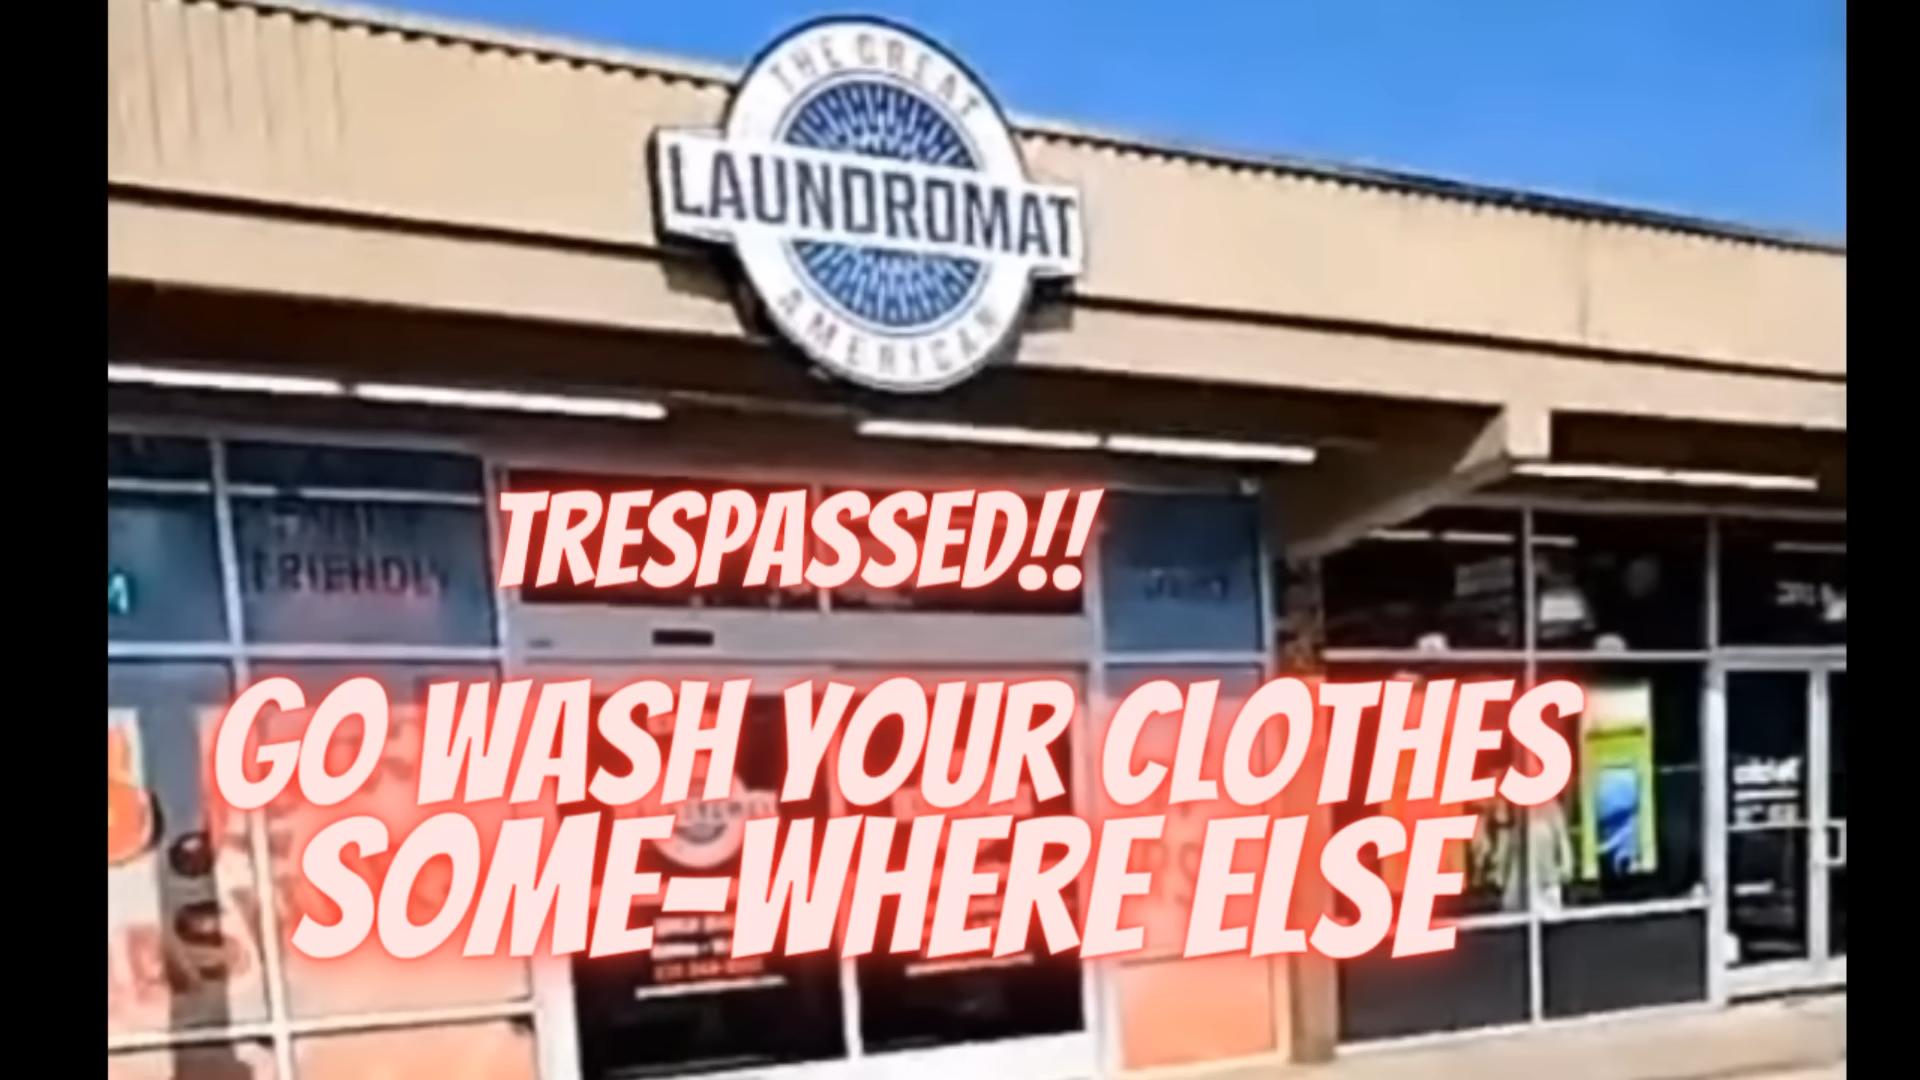 THE GREAT
LAUNDROMAT
AMERICAN
FRIENDLY
TRESPASSED!!
GO WASH YOUR CLOTHES
SOME-WHERE ELSE